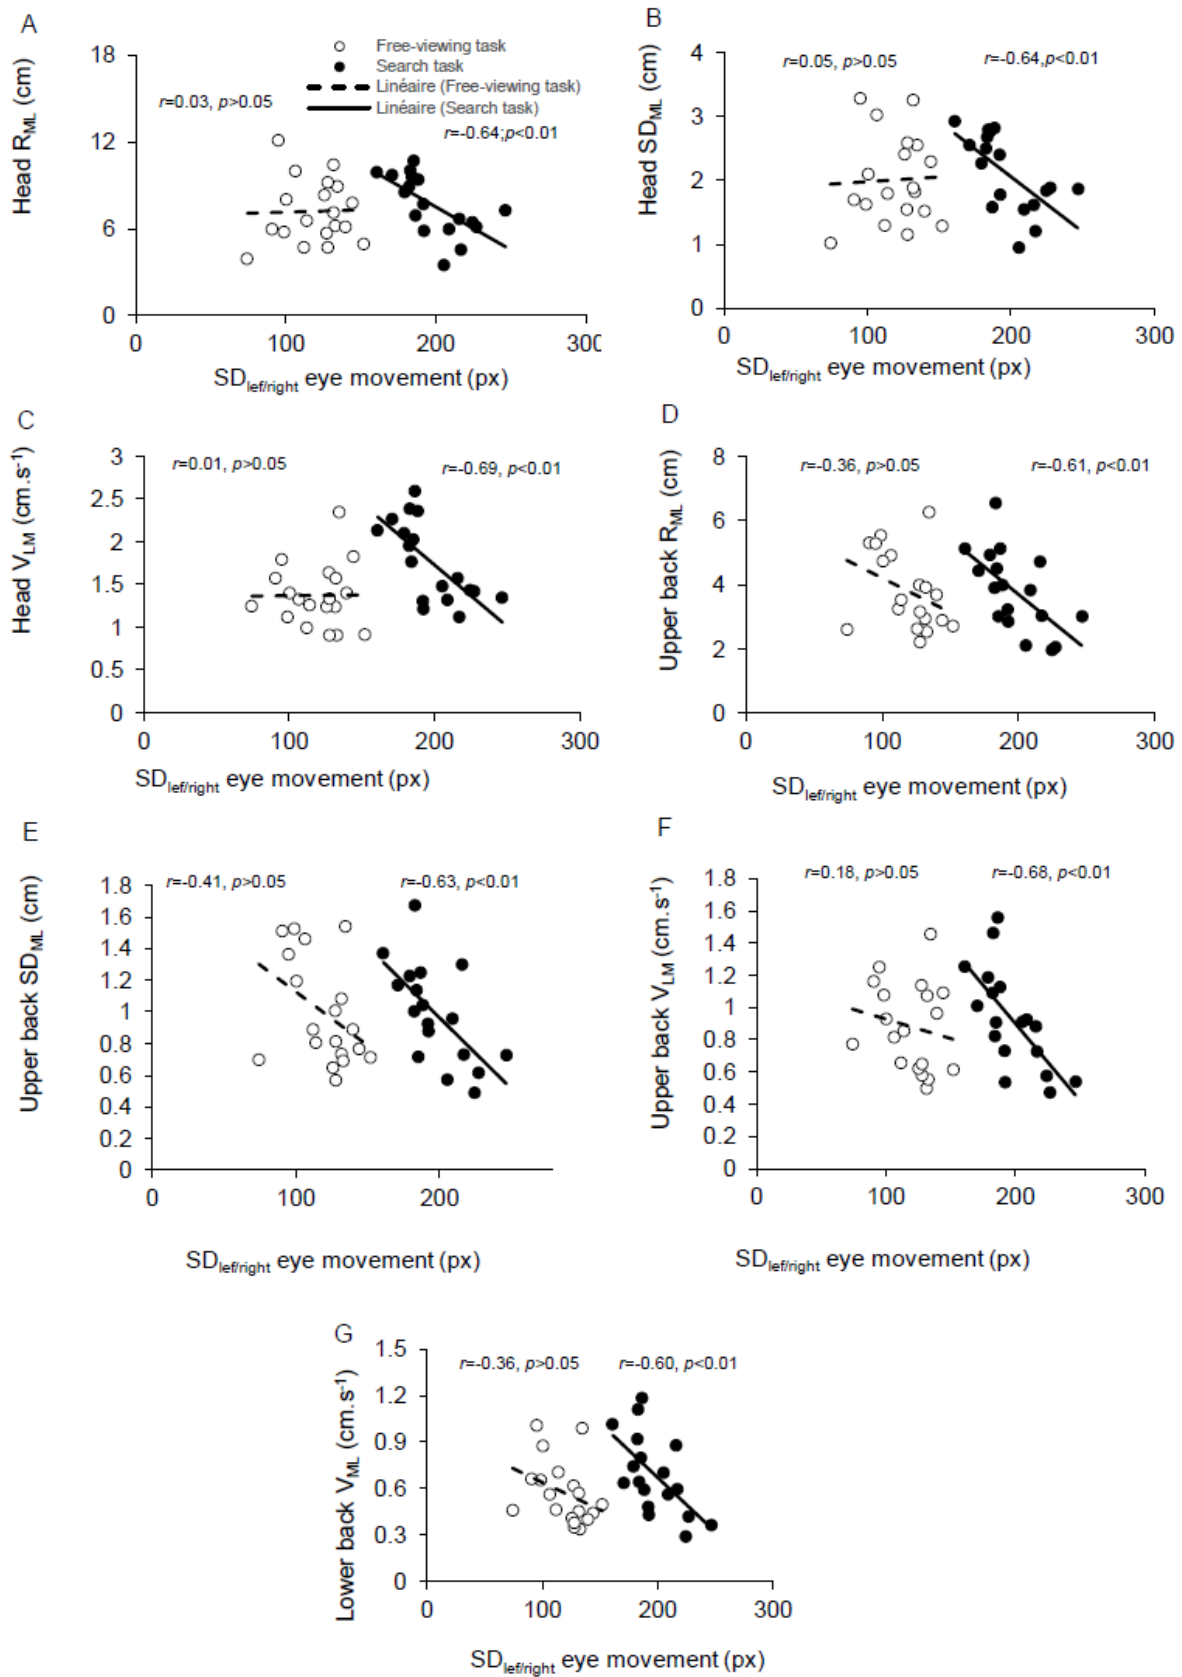 A
18
12
6
0
0
100
200
300
Head R_ML (cm)
r=0.03, p>0.05
Free-viewing task
Search task
Linéaire (Free-viewing task)
Linéaire (Search task)
r=-0.64;p<0.01
SD_lef/right eye movement (px)
B
4
3
2
1
0
0
100
200
300
Head SD_ML (cm)
r=0.05, p>0.05
r=-0.64,p<0.01
SD_lef/right eye movement (px)
C
3
2.5
2
1.5
1
0.5
0
0
100
200
300
Head V_LM (cm.s⁻¹)
r=0.01, p>0.05
r=-0.69, p<0.01
SD_lef/right eye movement (px)
D
8
6
4
2
0
0
100
200
300
Upper back R_ML (cm)
r=-0.36, p>0.05
r=-0.61, p<0.01
SD_lef/right eye movement (px)
E
1.8
1.6
1.4
1.2
1
0.8
0.6
0.4
0.2
0
0
100
200
Upper back SD_ML (cm)
r=-0.41, p>0.05
r=-0.63, p<0.01
SD_lef/right eye movement (px)
F
1.8
1.6
1.4
1.2
1
0.8
0.6
0.4
0.2
0
0
100
200
300
Upper back V_LM (cm.s⁻¹)
r=0.18, p>0.05
r=-0.68, p<0.01
SD_lef/right eye movement (px)
G
1.5
1.2
0.9
0.6
0.3
0
0
100
200
300
Lower back V_ML (cm.s⁻¹)
r=-0.36, p>0.05
r=-0.60, p<0.01
SD_lef/right eye movement (px)